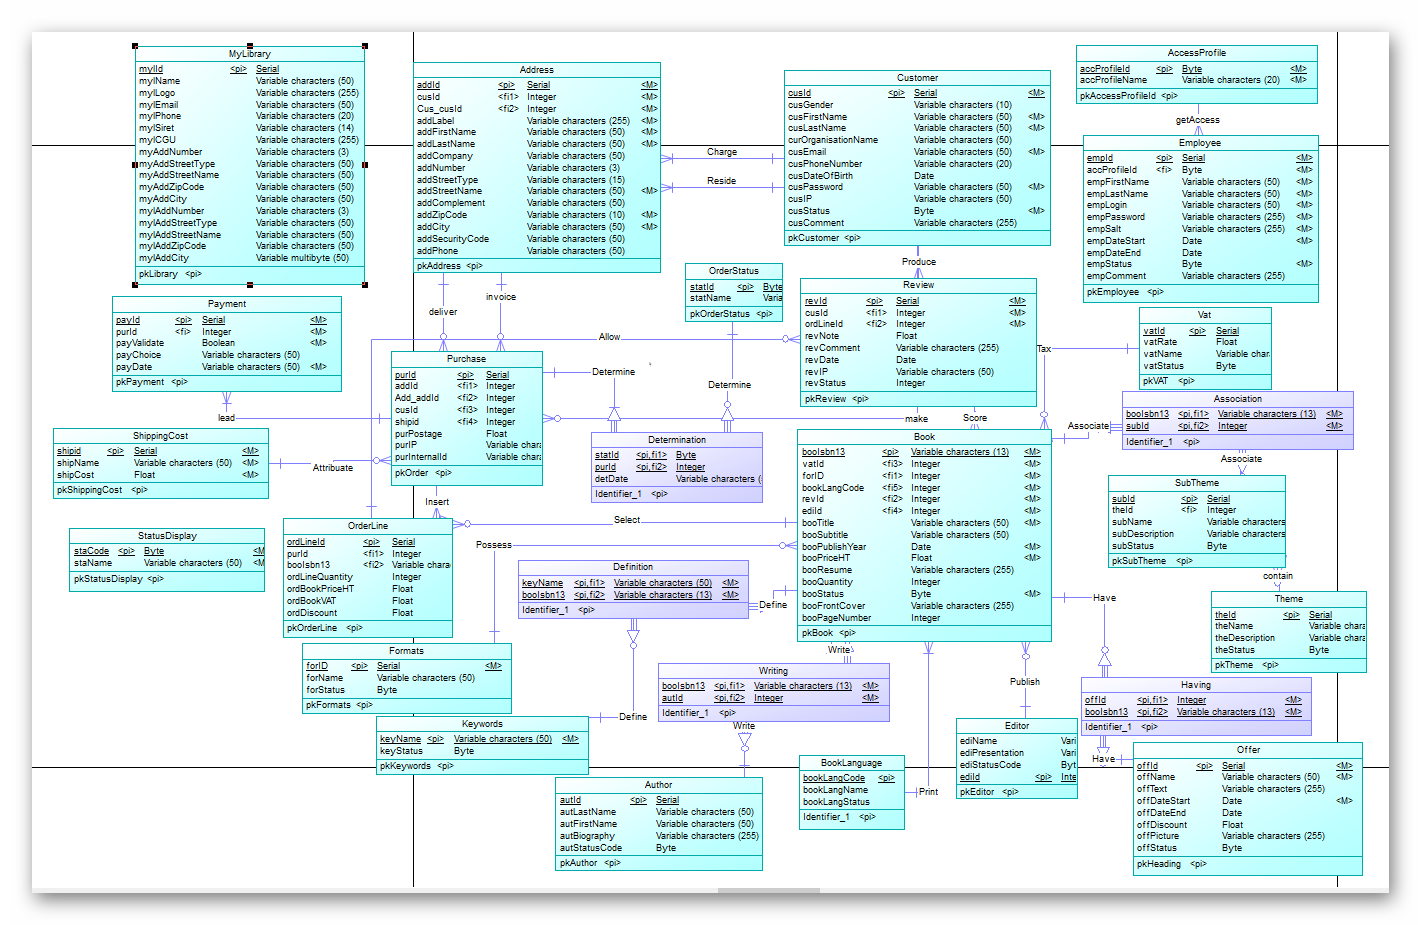 MyLibrary
mylId <pi> Serial
mylName Variable characters (50)
mylLogo Variable characters (255)
mylEmail Variable characters (50)
mylPhone Variable characters (20)
mylSiret Variable characters (14)
mylCGU Variable characters (255)
myAddNumber Variable characters (3)
myAddStreetType Variable characters (50)
myAddStreetName Variable characters (50)
myAddZipCode Variable characters (50)
myAddCity Variable characters (50)
mylAddNumber Variable characters (3)
mylAddStreetType Variable characters (50)
mylAddStreetName Variable characters (50)
mylAddZipCode Variable characters (50)
mylAddCity Variable multibyte (50)
pkLibrary <pi>
Address
addId <pi> Serial <M>
cusId <fi1> Integer <M>
Cus_cusId <fi2> Integer <M>
addLabel Variable characters (255) <M>
addFirstName Variable characters (50) <M>
addLastName Variable characters (50) <M>
addCompany Variable characters (50)
addNumber Variable characters (3)
addStreetType Variable characters (15)
addStreetName Variable characters (50) <M>
addComplement Variable characters (50)
addZipCode Variable characters (10) <M>
addCity Variable characters (50) <M>
addSecurityCode Variable characters (50)
addPhone Variable characters (50)
pkAddress <pi>
Charge
Reside
Customer
cusId <pi> Serial <M>
cusGender Variable characters (10)
cusFirstName Variable characters (50) <M>
cusLastName Variable characters (50) <M>
curOrganisationName Variable characters (50)
cusEmail Variable characters (50) <M>
cusPhoneNumber Variable characters (20)
cusDateOfBirth Date
cusPassword Variable characters (50) <M>
cusIP Variable characters (50)
cusStatus Byte <M>
cusComment Variable characters (255)
pkCustomer <pi>
AccessProfile
accProfileId <pi> Byte <M>
accProfileName Variable characters (20) <M>
pkAccessProfileId <pi>
getAccess
Employee
empId <pi> Serial <M>
accProfileId <fi> Byte <M>
empFirstName Variable characters (50) <M>
empLastName Variable characters (50) <M>
empLogin Variable characters (50) <M>
empPassword Variable characters (255) <M>
empSalt Variable characters (255) <M>
empDateStart Date <M>
empDateEnd Date
empStatus Byte <M>
empComment Variable characters (255)
pkEmployee <pi>
Payment
payId <pi> Serial <M>
purId <fi> Integer <M>
payValidate Boolean <M>
payChoice Variable characters (50)
payDate Variable characters (50) <M>
pkPayment <pi>
deliver
invoice
OrderStatus
statId <pi> Byte
statName Varia
pkOrderStatus <pi>
Produce
Review
revId <pi> Serial <M>
cusId <fi1> Integer <M>
ordLineId <fi2> Integer <M>
revNote Float
revComment Variable characters (255)
revDate Date
revIP Variable characters (50)
revStatus Integer
pkReview <pi>
Vat
vatId <pi> Serial
vatRate Float
vatName Variable char
vatStatus Byte
pkVAT <pi>
Allow
Tax
Purchase
purId <pi> Serial
addId <fi1> Integer
Add_addId <fi2> Integer
cusId <fi3> Integer
shipid <fi4> Integer
purPostage Float
purIP Variable chara
purInternalId Variable chara
pkOrder <pi>
Determine
Determine
lead
make
Score
Associate
Association
booIsbn13 <pi,fi1> Variable characters (13) <M>
subId <pi,fi2> Integer <M>
Identifier_1 <pi>
Associate
ShippingCost
shipid <pi> Serial <M>
shipName Variable characters (50) <M>
shipCost Float <M>
pkShippingCost <pi>
Attribuate
Determination
statId <pi,fi1> Byte
purId <pi,fi2> Integer
detDate Variable characters (
Identifier_1 <pi>
Book
booIsbn13 <pi> Variable characters (13) <M>
vatId <fi3> Integer <M>
forID <fi1> Integer <M>
bookLangCode <fi5> Integer <M>
revId <fi2> Integer <M>
ediId <fi4> Integer <M>
booTitle Variable characters (50) <M>
booSubtitle Variable characters (50)
booPublishYear Date <M>
booPriceHT Float <M>
booResume Variable characters (255)
booQuantity Integer
booStatus Byte <M>
booFrontCover Variable characters (255)
booPageNumber Integer
pkBook <pi>
SubTheme
subId <pi> Serial
theId <fi> Integer
subName Variable characters
subDescription Variable characters
subStatus Byte
pkSubTheme <pi>
contain
Insert
Select
Possess
StatusDisplay
staCode <pi> Byte <M
staName Variable characters (50) <M
pkStatusDisplay <pi>
OrderLine
ordLineId <pi> Serial
purId <fi1> Integer
booIsbn13 <fi2> Variable chara
ordLineQuantity Integer
ordBookPriceHT Float
ordBookVAT Float
ordDiscount Float
pkOrderLine <pi>
Definition
keyName <pi,fi1> Variable characters (50) <M>
booIsbn13 <pi,fi2> Variable characters (13) <M>
Identifier_1 <pi>
Define
Have
Theme
theId <pi> Serial
theName Variable chara
theDescription Variable chara
theStatus Byte
pkTheme <pi>
Formats
forID <pi> Serial <M>
forName Variable characters (50)
forStatus Byte
pkFormats <pi>
Write
Writing
booIsbn13 <pi,fi1> Variable characters (13) <M>
autId <pi,fi2> Integer <M>
Identifier_1 <pi>
Publish
Having
offId <pi,fi1> Integer <M>
booIsbn13 <pi,fi2> Variable characters (13) <M>
Identifier_1 <pi>
Keywords
keyName <pi> Variable characters (50) <M>
keyStatus Byte
pkKeywords <pi>
Define
Write
Editor
ediName Vari
ediPresentation Vari
ediStatusCode Byt
ediId <pi> Inte
pkEditor <pi>
Have
Offer
offId <pi> Serial <M>
offName Variable characters (50) <M>
offText Variable characters (255)
offDateStart Date <M>
offDateEnd Date
offDiscount Float
offPicture Variable characters (255)
offStatus Byte
pkHeading <pi>
BookLanguage
bookLangCode <pi>
bookLangName
bookLangStatus
Identifier_1 <pi>
Print
Author
autId <pi> Serial
autLastName Variable characters (50)
autFirstName Variable characters (50)
autBiography Variable characters (255)
autStatusCode Byte
pkAuthor <pi>